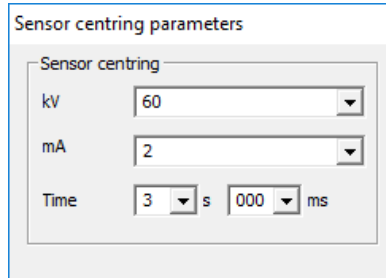 Sensor centring parameters
Sensor centring
kV 60
mA 2
Time 3 s 000 ms